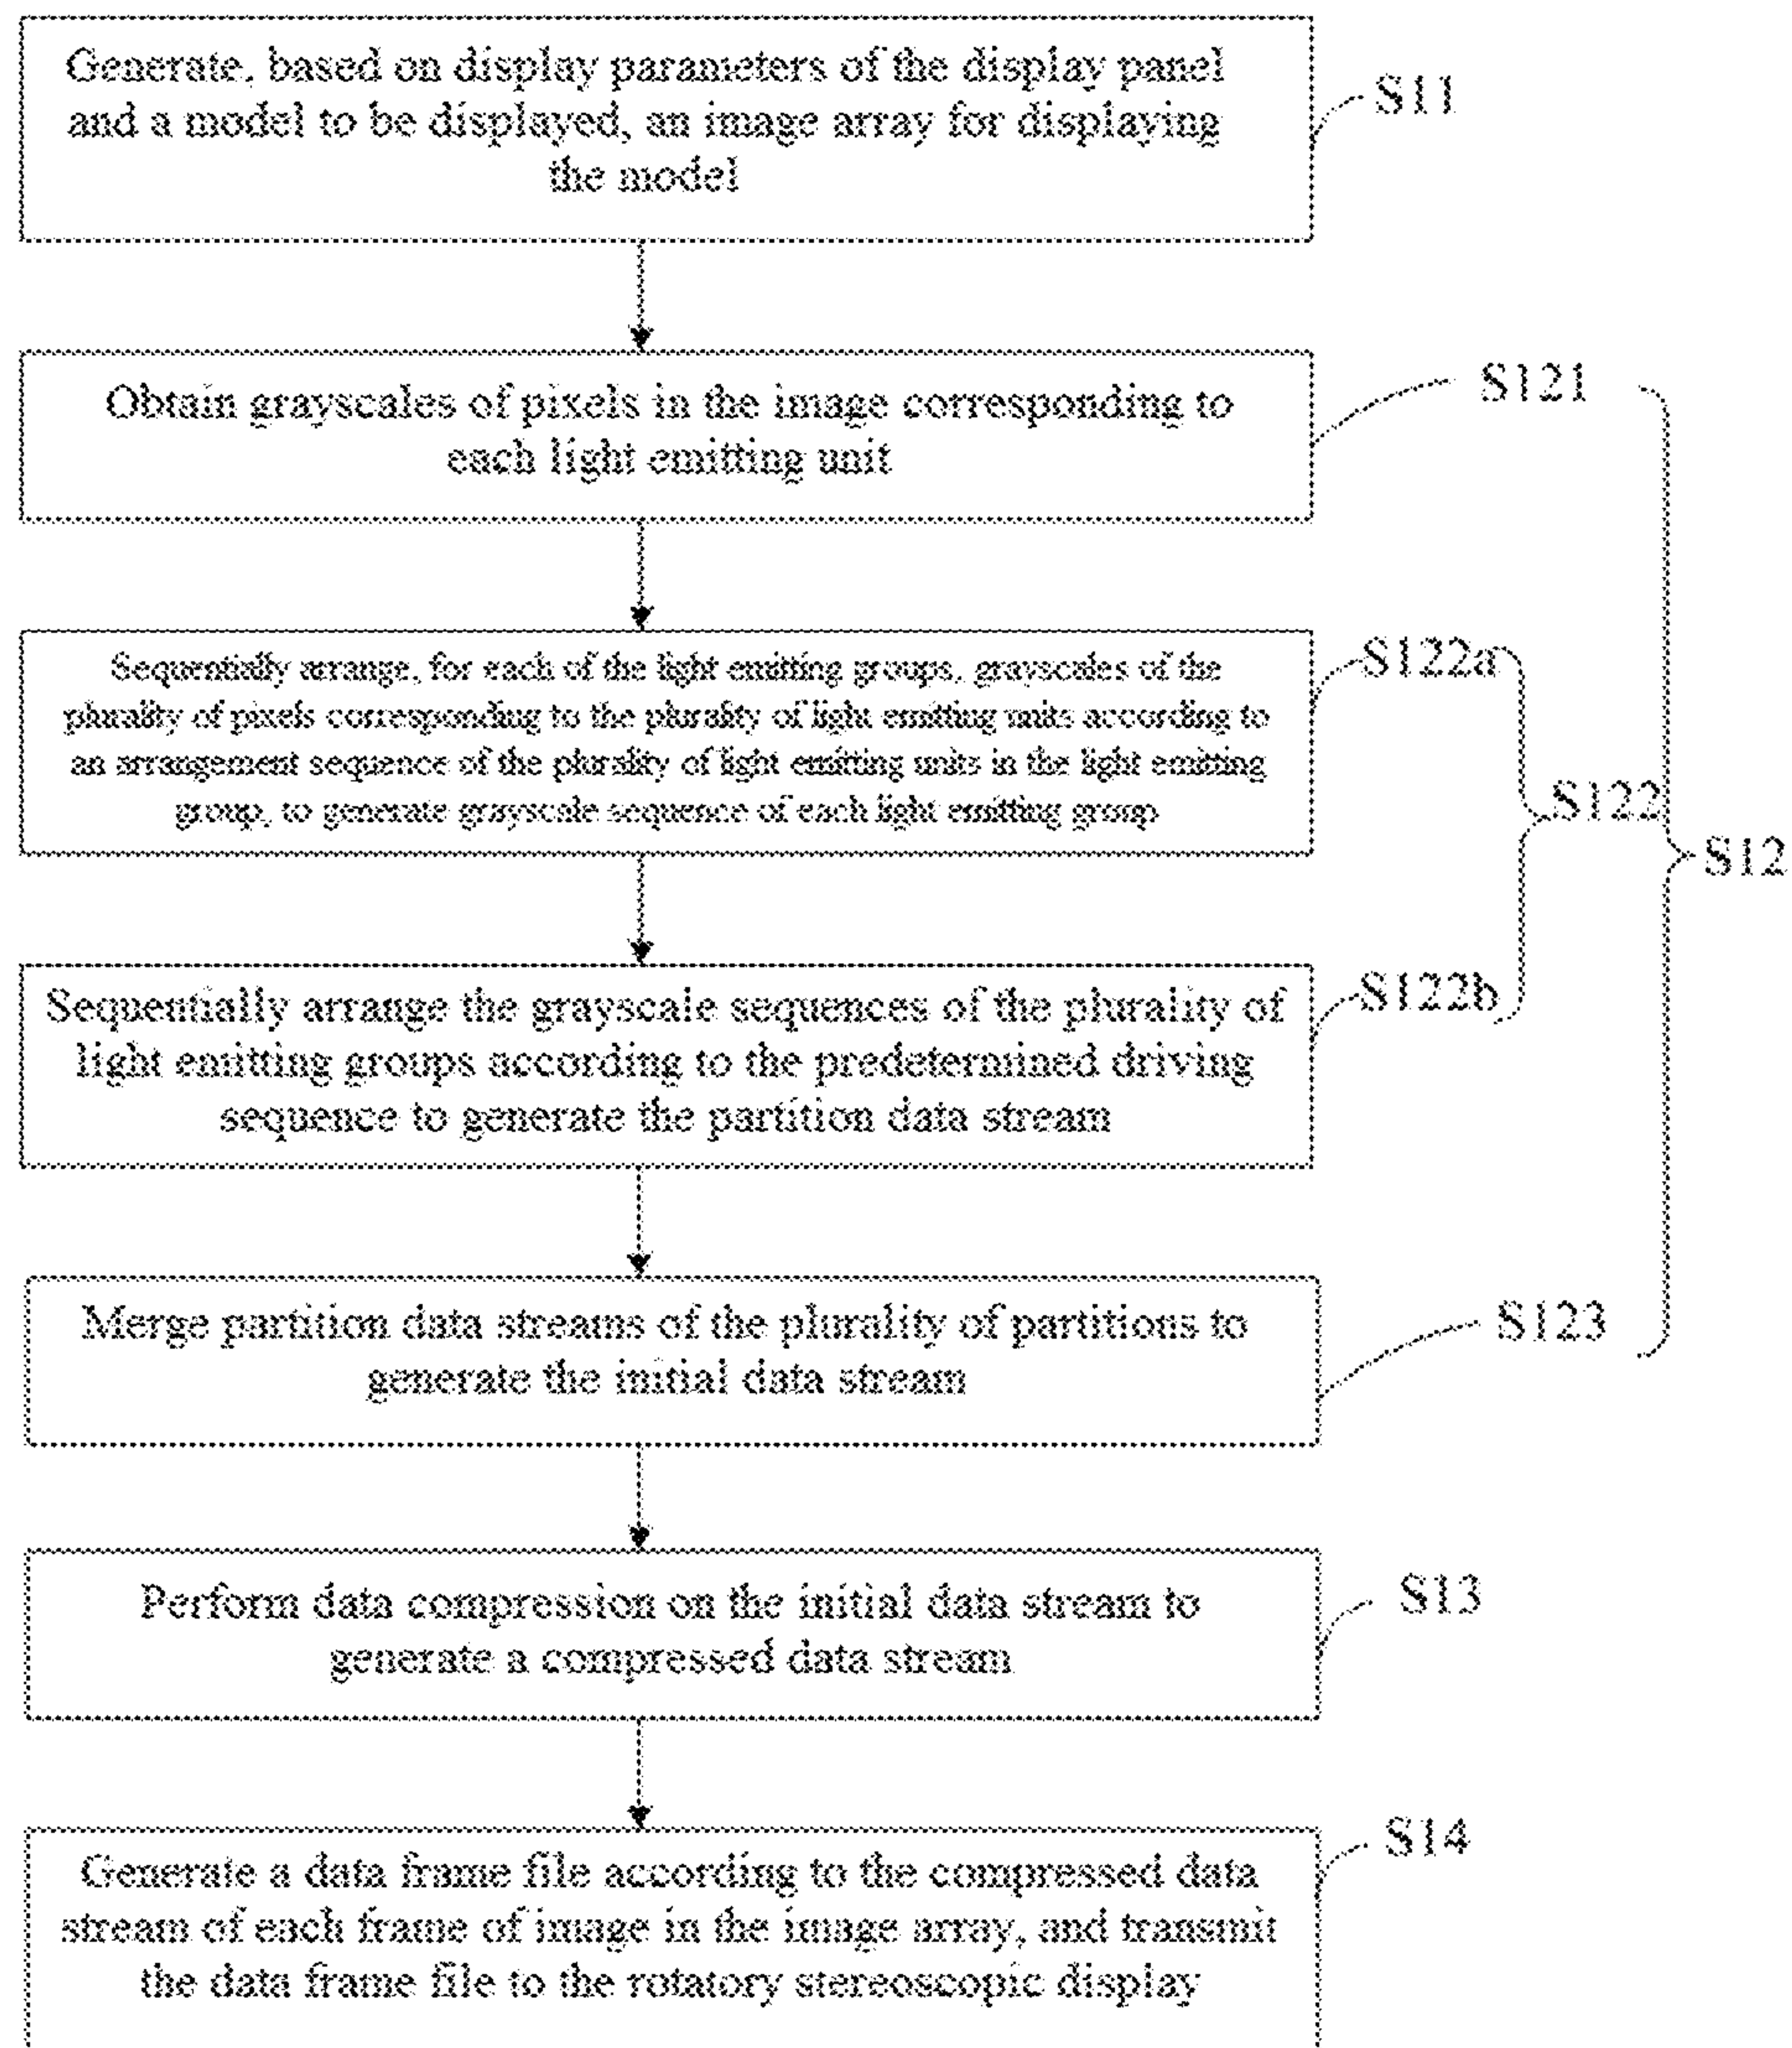 Generate, based on display parameters of the display panel
and a model to be displayed, an image array for displaying
the model
S11
Obtain grayscales of pixels in the image corresponding to
each light emitting unit
S121
Sequentially arrange, for each of the light emitting groups, grayscales of the
plurality of pixels corresponding to the plurality of light emitting units according to
an arrangement sequence of the plurality of light emitting units in the light emitting
group, to generate grayscale sequence of each light emitting group
S122a
S122
S12
Sequentially arrange the grayscale sequences of the plurality of
light emitting groups according to the predetermined driving
sequence to generate the partition data stream
S122b
Merge partition data streams of the plurality of partitions to
generate the initial data stream
S123
Perform data compression on the initial data stream to
generate a compressed data stream
S13
Generate a data frame file according to the compressed data
stream of each frame of image in the image array, and transmit
the data frame file to the rotatory stereoscopic display
S14